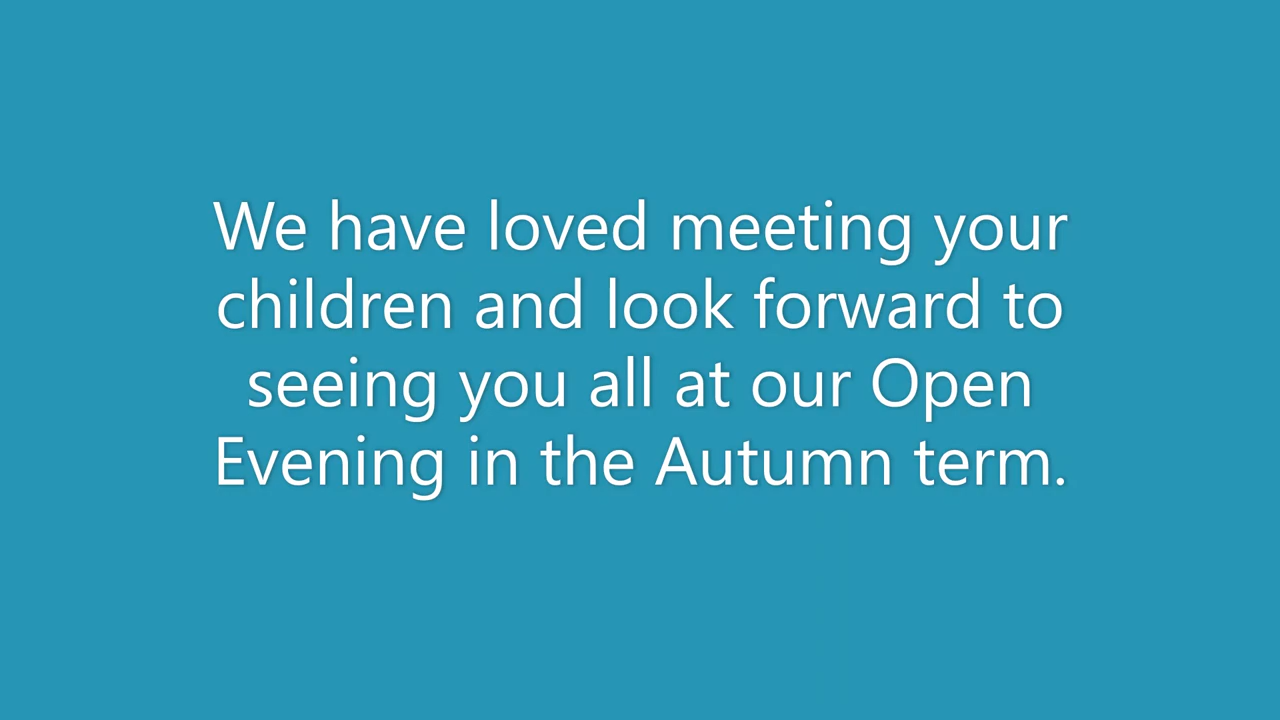 We have loved meeting your
children and look forward to
seeing you all at our Open
Evening in the Autumn term.